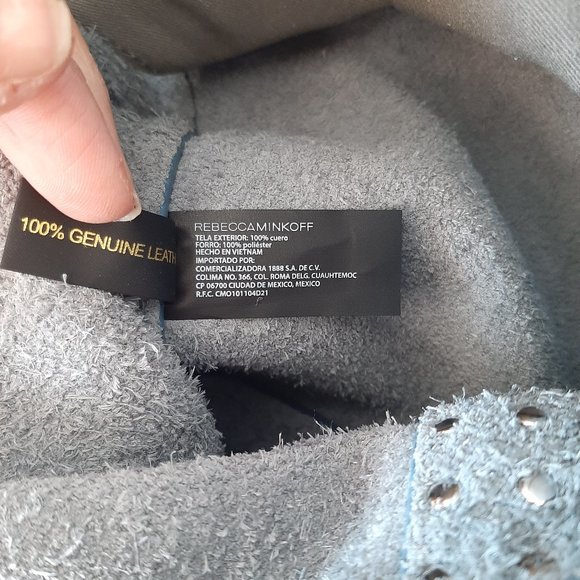 100% GENUINE LEATH
REBECCAMINKOFF
TELA EXTERIOR: 100% cuero
FORRO: 100% poliéster
HECHO EN VIETNAM
IMPORTADO POR:
COMERCIALIZADORA 1888 S.A. DE C.V.
COLIMA NO. 366, COL. ROMA DELG. CUAUHTEMOC
CP 06700 CIUDAD DE MEXICO, MEXICO
R.F.C. CMO101104D21